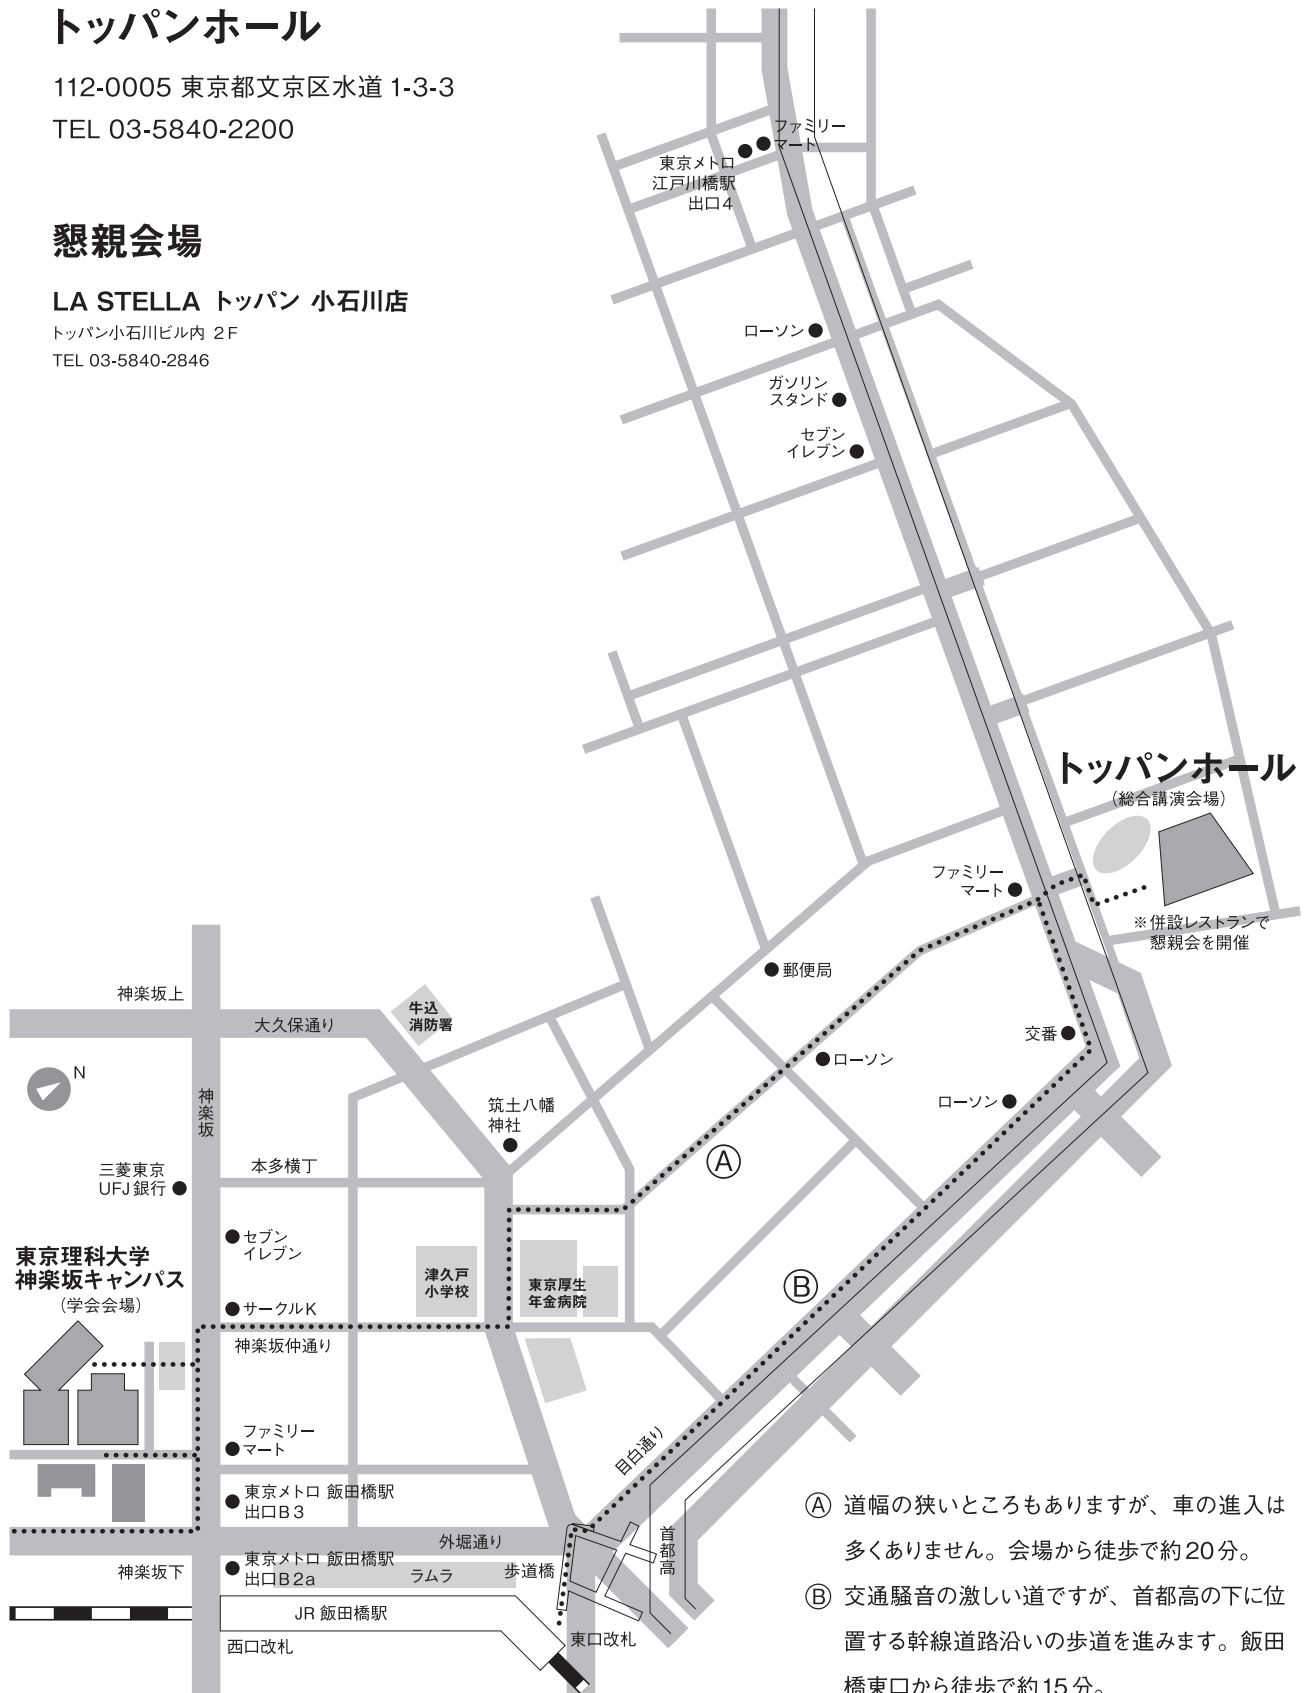 トッパンホール
112-0005 東京都文京区水道 1-3-3
TEL 03-5840-2200
懇親会場
LA STELLA トッパン 小石川店
トッパン小石川ビル内 2F
TEL 03-5840-2846
ファミリー
マート
東京メトロ
江戸川橋駅
出口4
ローソン
ガソリン
スタンド
セブン
イレブン
トッパンホール
(総合講演会場)
ファミリー
マート
※併設レストランで
懇親会を開催
郵便局
神楽坂上
牛込
消防署
大久保通り
交番
ローソン
N
神楽坂
筑土八幡
神社
ローソン
A
三菱東京
UFJ銀行
本多横丁
セブン
イレブン
東京理科大学
神楽坂キャンパス
(学会会場)
津久戸
小学校
東京厚生
年金病院
B
サークルK
神楽坂仲通り
ファミリー
マート
目白通り
東京メトロ 飯田橋駅
出口B3
外堀通り
首都高
神楽坂下
東京メトロ 飯田橋駅
出口B2a
ラムラ
歩道橋
JR 飯田橋駅
西口改札
東口改札
Ⓐ 道幅の狭いところもありますが、車の進入は
多くありません。会場から徒歩で約20分。
Ⓑ 交通騒音の激しい道ですが、首都高の下に位
置する幹線道路沿いの歩道を進みます。飯田
橋東口から徒歩で約15分。